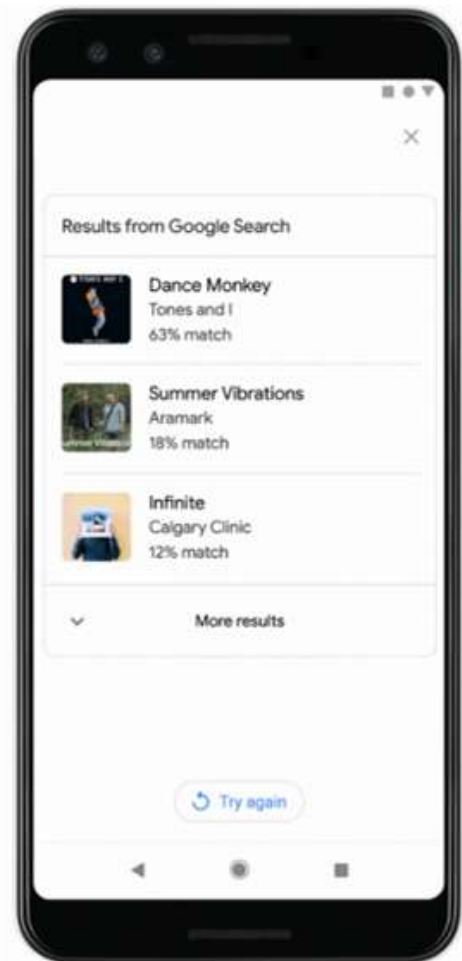 Results from Google Search
Dance Monkey
Tones and I
63% match
Summer Vibrations
Aramark
18% match
Infinite
Calgary Clinic
12% match
More results
Try again